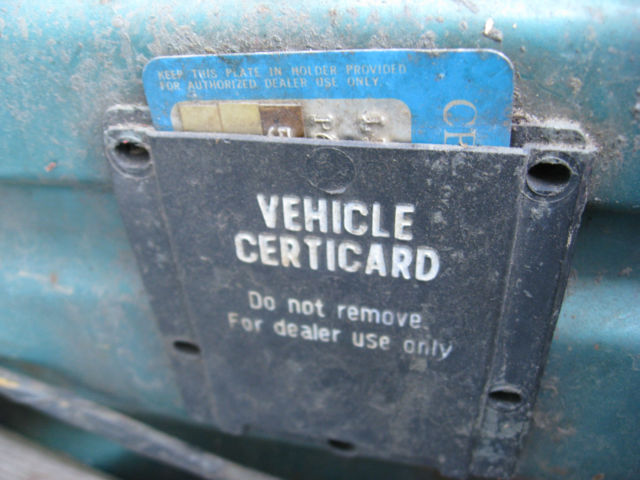 KEEP THIS PLATE IN HOLDER PROVIDED
FOR AUTHORIZED DEALER USE ONLY.
VEHICLE
CERTICARD
Do not remove.
For dealer use only